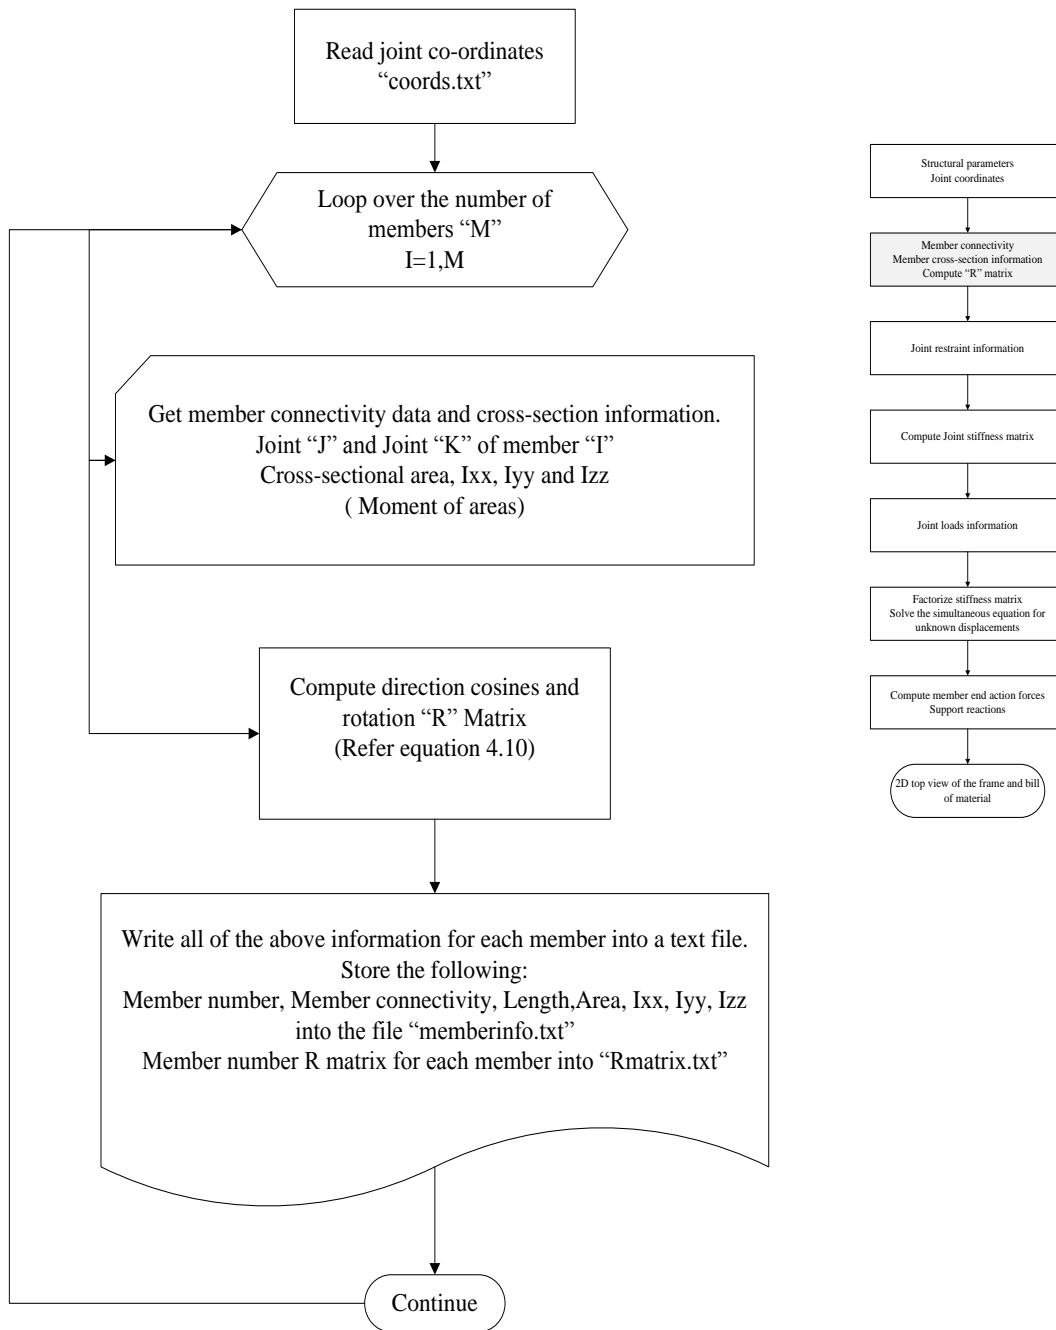 Read joint co-ordinates
“coords.txt”
Loop over the number of
members “M”
I=1,M
Get member connectivity data and cross-section information.
Joint “J” and Joint “K” of member “I”
Cross-sectional area, Ixx, Iyy and Izz
( Moment of areas)
Compute direction cosines and
rotation “R” Matrix
(Refer equation 4.10)
Write all of the above information for each member into a text file.
Store the following:
Member number, Member connectivity, Length,Area, Ixx, Iyy, Izz
into the file “memberinfo.txt”
Member number R matrix for each member into “Rmatrix.txt”
Continue
Structural parameters
Joint coordinates
Member connectivity
Member cross-section information
Compute “R” matrix
Joint restraint information
Compute Joint stiffness matrix
Joint loads information
Factorize stiffness matrix
Solve the simultaneous equation for
unknown displacements
Compute member end action forces
Support reactions
2D top view of the frame and bill
of material